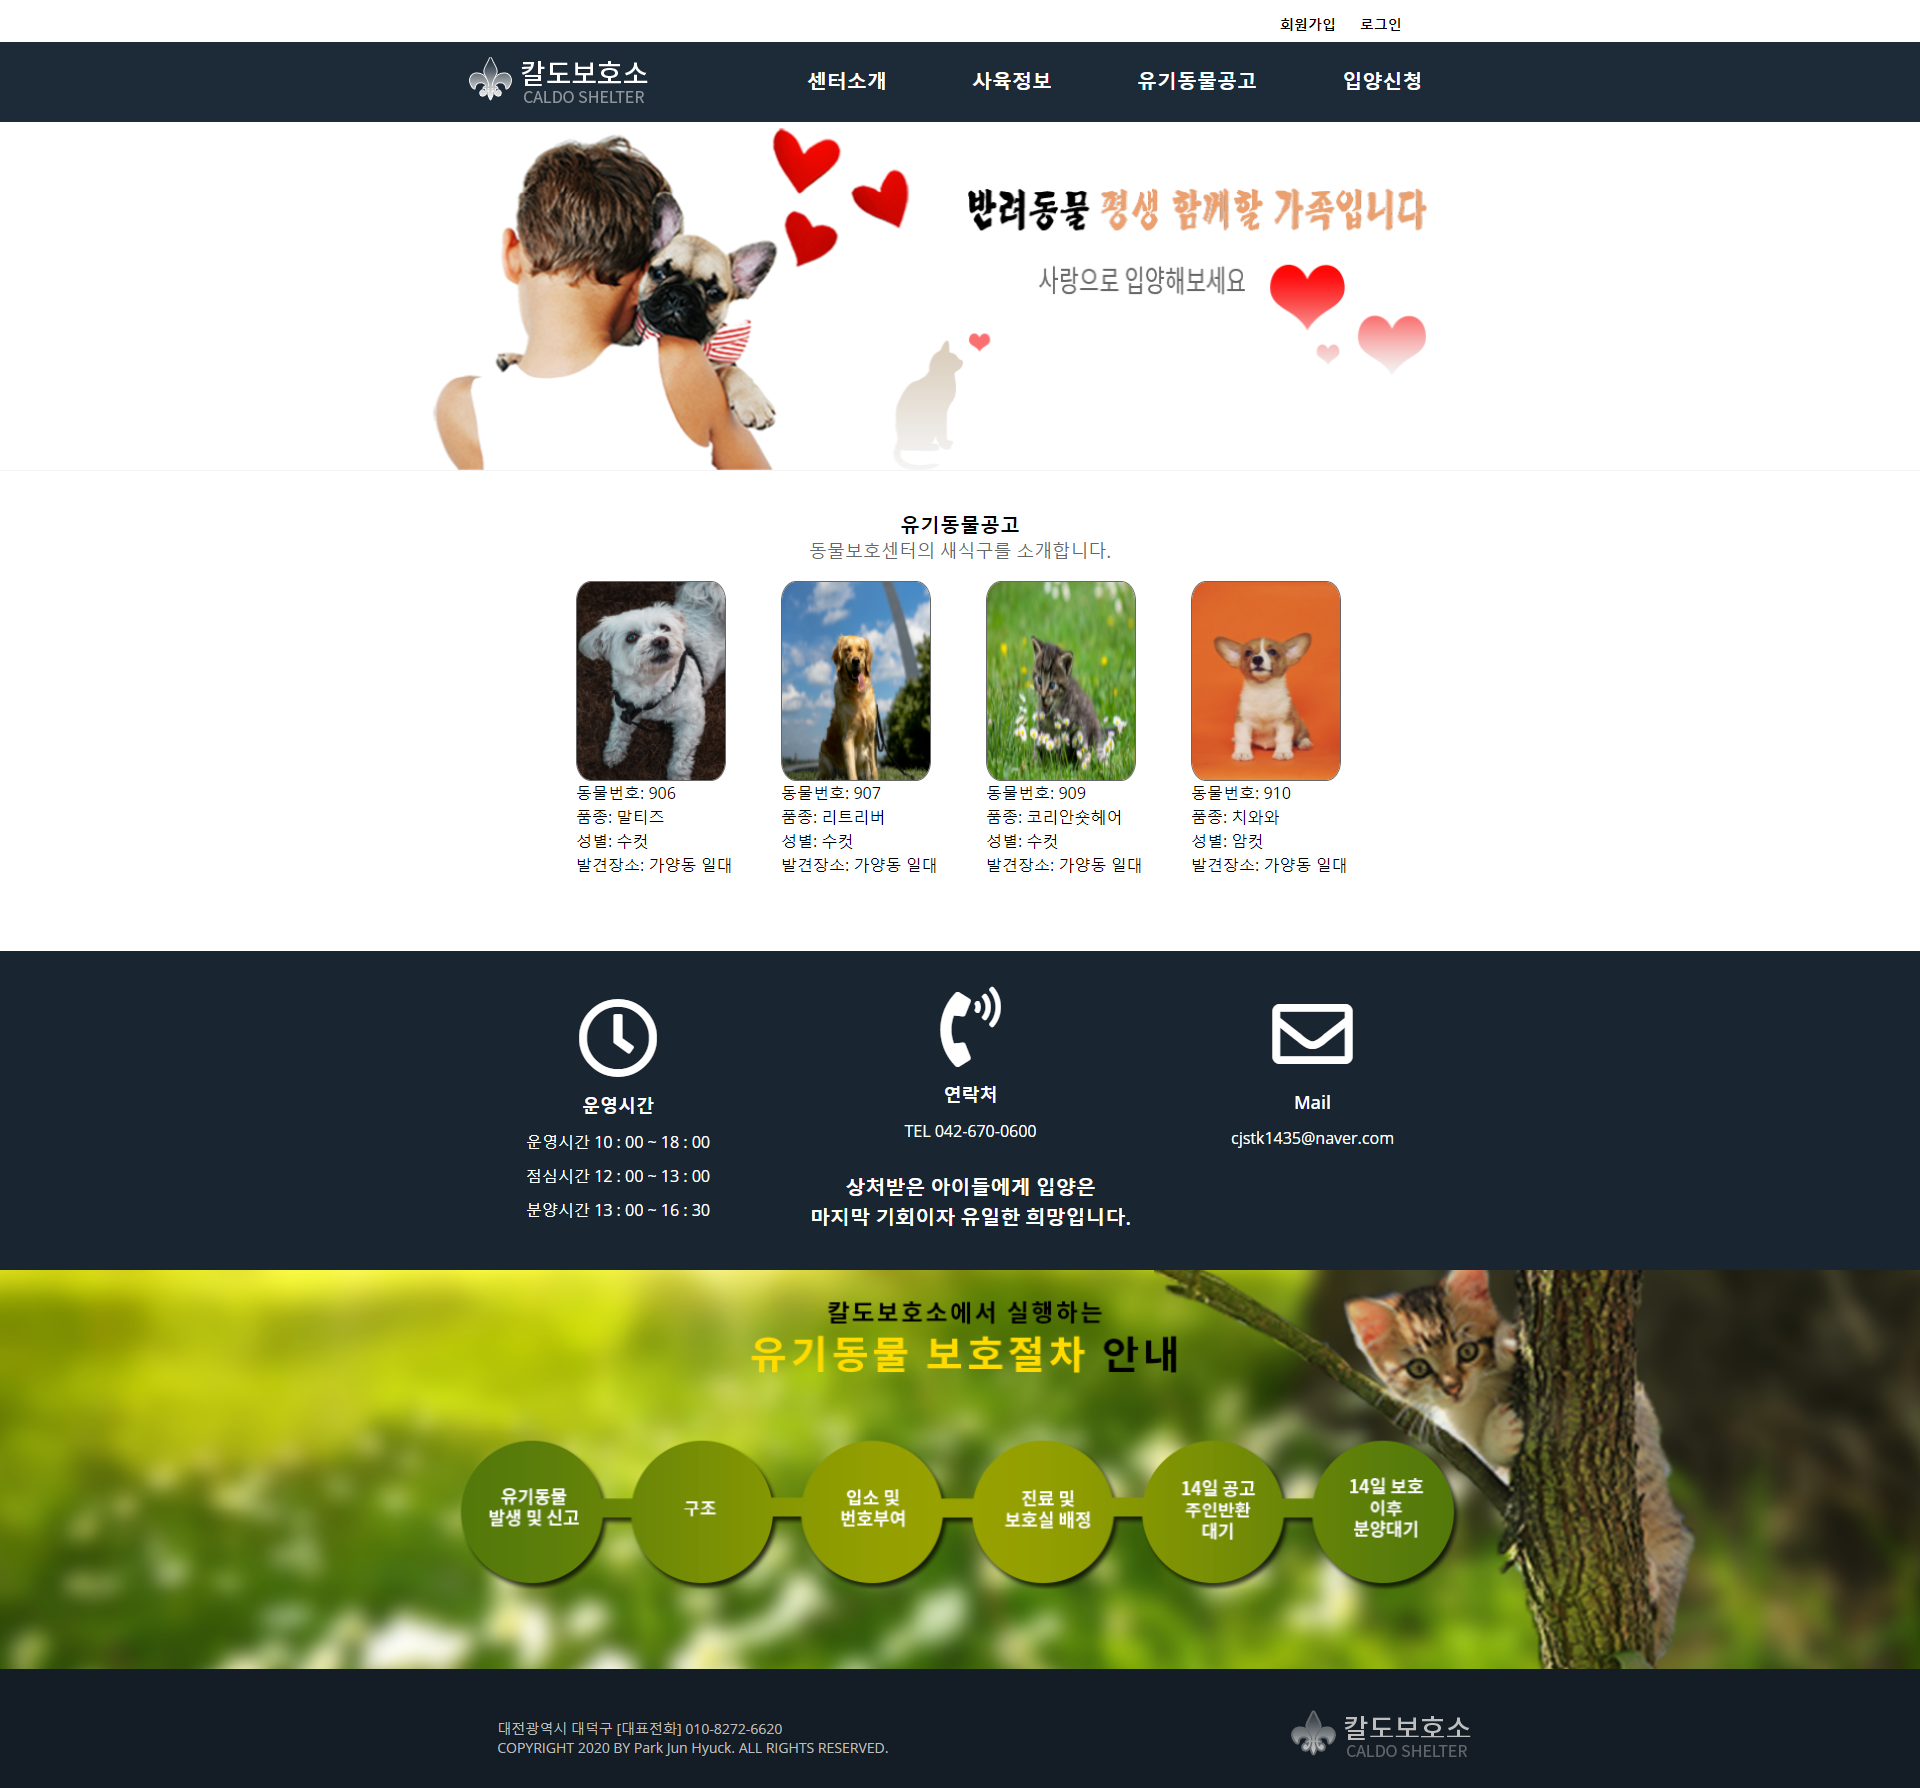 회원가입 로그인
칼도보호소
CALDO SHELTER
센터소개 사육정보 유기동물공고 입양신청
반려동물 평생 함께할 가족입니다
사랑으로 입양해보세요
유기동물공고
동물보호센터의 새식구를 소개합니다.
동물번호: 906
품종: 말티즈
성별: 수컷
발견장소: 가양동 일대
동물번호: 907
품종: 리트리버
성별: 수컷
발견장소: 가양동 일대
동물번호: 909
품종: 코리안숏헤어
성별: 수컷
발견장소: 가양동 일대
동물번호: 910
품종: 치와와
성별: 암컷
발견장소: 가양동 일대
운영시간
운영시간 10 : 00 ~ 18 : 00
점심시간 12 : 00 ~ 13 : 00
분양시간 13 : 00 ~ 16 : 30
연락처
TEL 042-670-0600
상처받은 아이들에게 입양은
마지막 기회이자 유일한 희망입니다.
Mail
cjstk1435@naver.com
칼도보호소에서 실행하는
유기동물 보호절차 안내
유기동물
발생 및 신고
구조
입소 및
번호부여
진료 및
보호실 배정
14일 공고
주인반환
대기
14일 보호
이후
분양대기
대전광역시 대덕구 [대표전화] 010-8272-6620
COPYRIGHT 2020 BY Park Jun Hyuck. ALL RIGHTS RESERVED.
칼도보호소
CALDO SHELTER